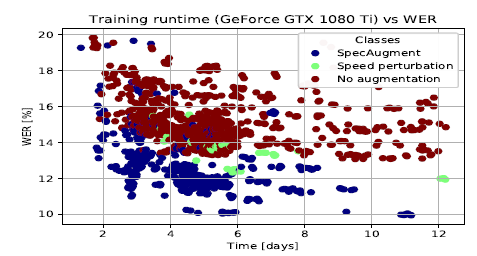 Training runtime (GeForce GTX 1080 Ti) vs WER
Classes
SpecAugment
Speed perturbation
No augmentation
WER [%]
20
18
16
14
12
10
2 4 6 8 10 12
Time [days]